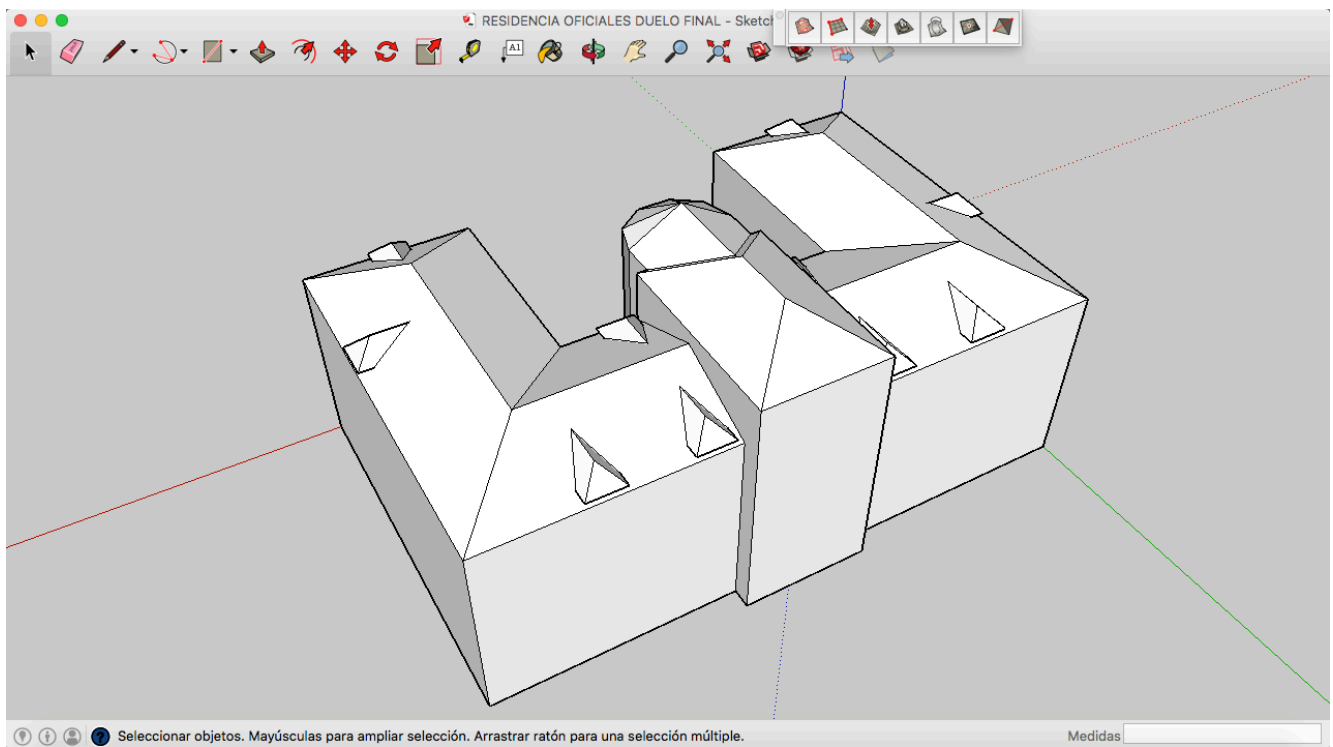 RESIDENCIA OFICIALES DUELO FINAL - Sketch
A1
Seleccionar objetos. Mayúsculas para ampliar selección. Arrastrar ratón para una selección múltiple.
Medidas